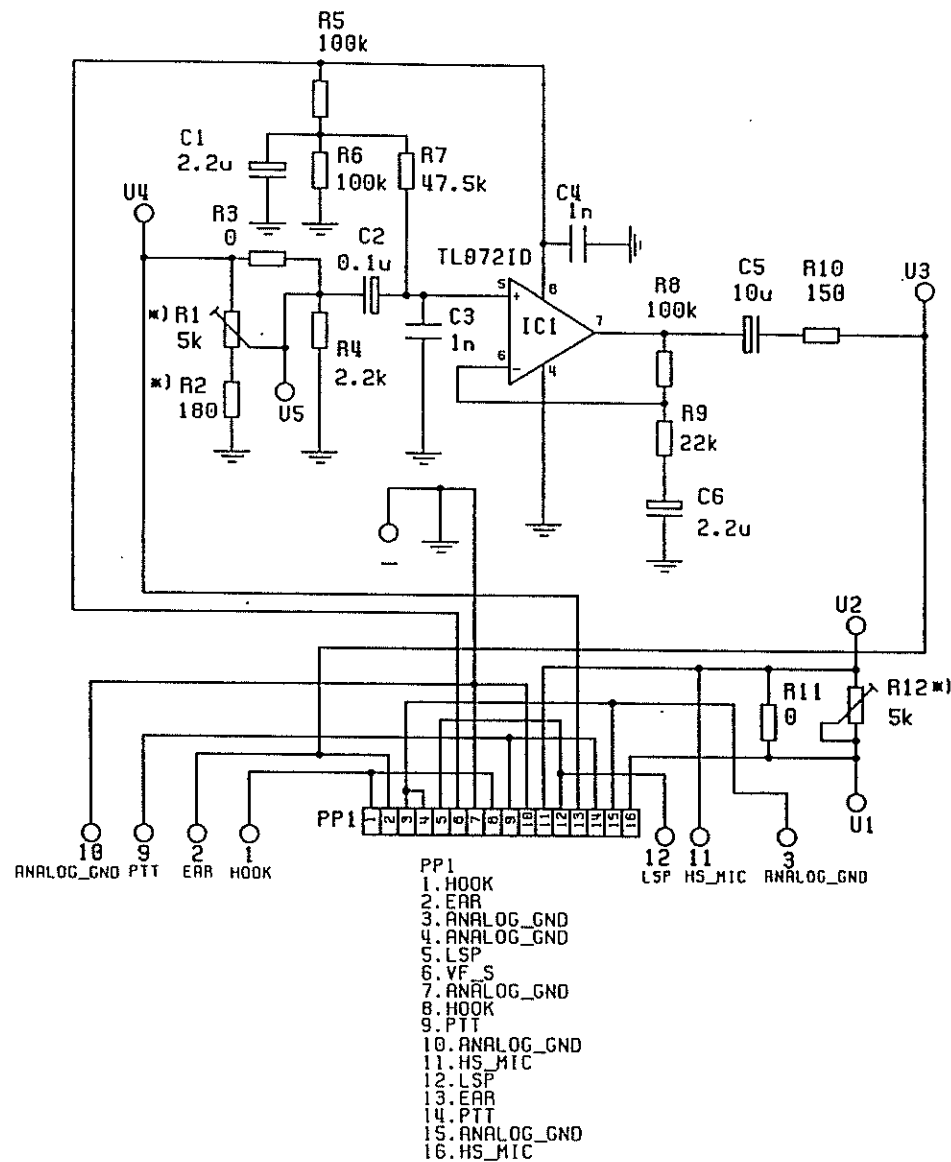 R5
100k
C1
2.2u
R6
100k
R7
47.5k
U4
R3
0
C2
0.1u
C4
1n
TL072ID
5
+
8
IC1
7
6
-
4
R8
100k
C5
10u
R10
150
U3
*) R1
5k
*) R2
180
U5
R4
2.2k
C3
1n
R9
22k
C6
2.2u
U2
R11
0
R12*)
5k
U1
PP1
1 2 3 4 5 6 7 8 9 10 11 12 13 14 15 16
10
ANALOG_GND
9
PTT
2
EAR
1
HOOK
12
LSP
11
HS_MIC
3
ANALOG_GND
PP1
1.HOOK
2.EAR
3.ANALOG_GND
4.ANALOG_GND
5.LSP
6.VF_S
7.ANALOG_GND
8.HOOK
9.PTT
10.ANALOG_GND
11.HS_MIC
12.LSP
13.EAR
14.PTT
15.ANALOG_GND
16.HS_MIC